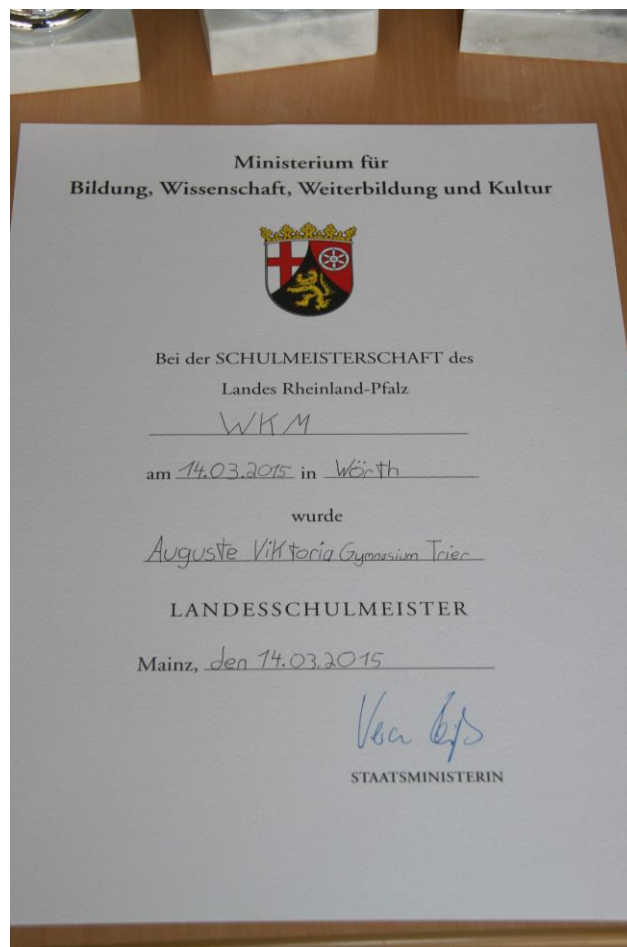 Ministerium für
Bildung, Wissenschaft, Weiterbildung und Kultur
Bei der SCHULMEISTERSCHAFT des
Landes Rheinland-Pfalz
WKM
am 14.03.2015 in Wörth
wurde
Auguste Viktoria Gymnasium Trier
LANDESSCHULMEISTER
Mainz, den 14.03.2015
Vera
STAATSMINISTERIN